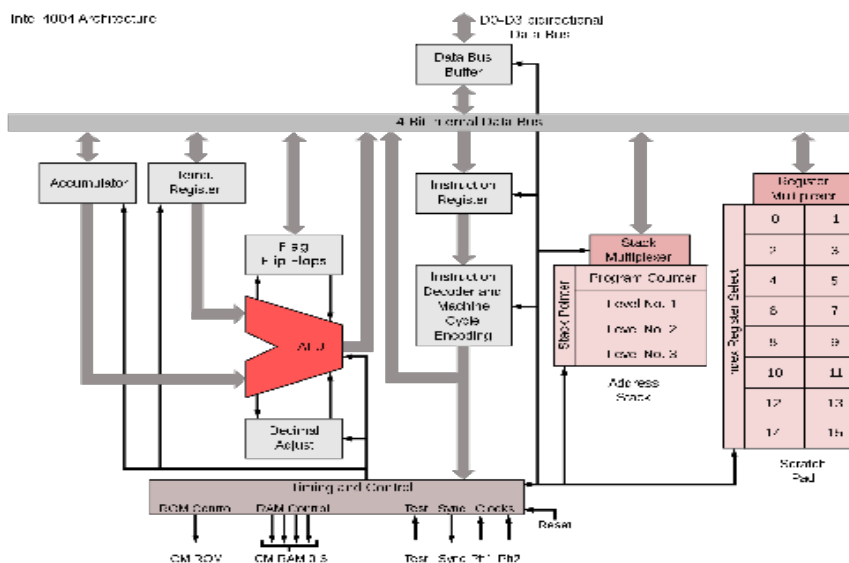 Intel 4004 Architecture
D0-D3 bidirectional
Data Bus
Data Bus
Buffer
4 Bit Internal Data Bus
Accumulator
Temp.
Register
Instruction
Register
Register
Multiplexer
Flag
Flip Flops
Stack
Multiplexer
Instruction
Decoder and
Machine
Cycle
Encoding
Stack Pointer
Program Counter
Level No. 1
Level No. 2
Level No. 3
Address
Stack
Index Register Select
0 1
2 3
4 5
6 7
8 9
10 11
12 13
14 15
Scratch
Pad
ALU
Decimal
Adjust
Timing and Control
ROM Control RAM Control Test Sync Clocks
Reset
CM ROM CM RAM 0-3 Test Sync Ph1 Ph2